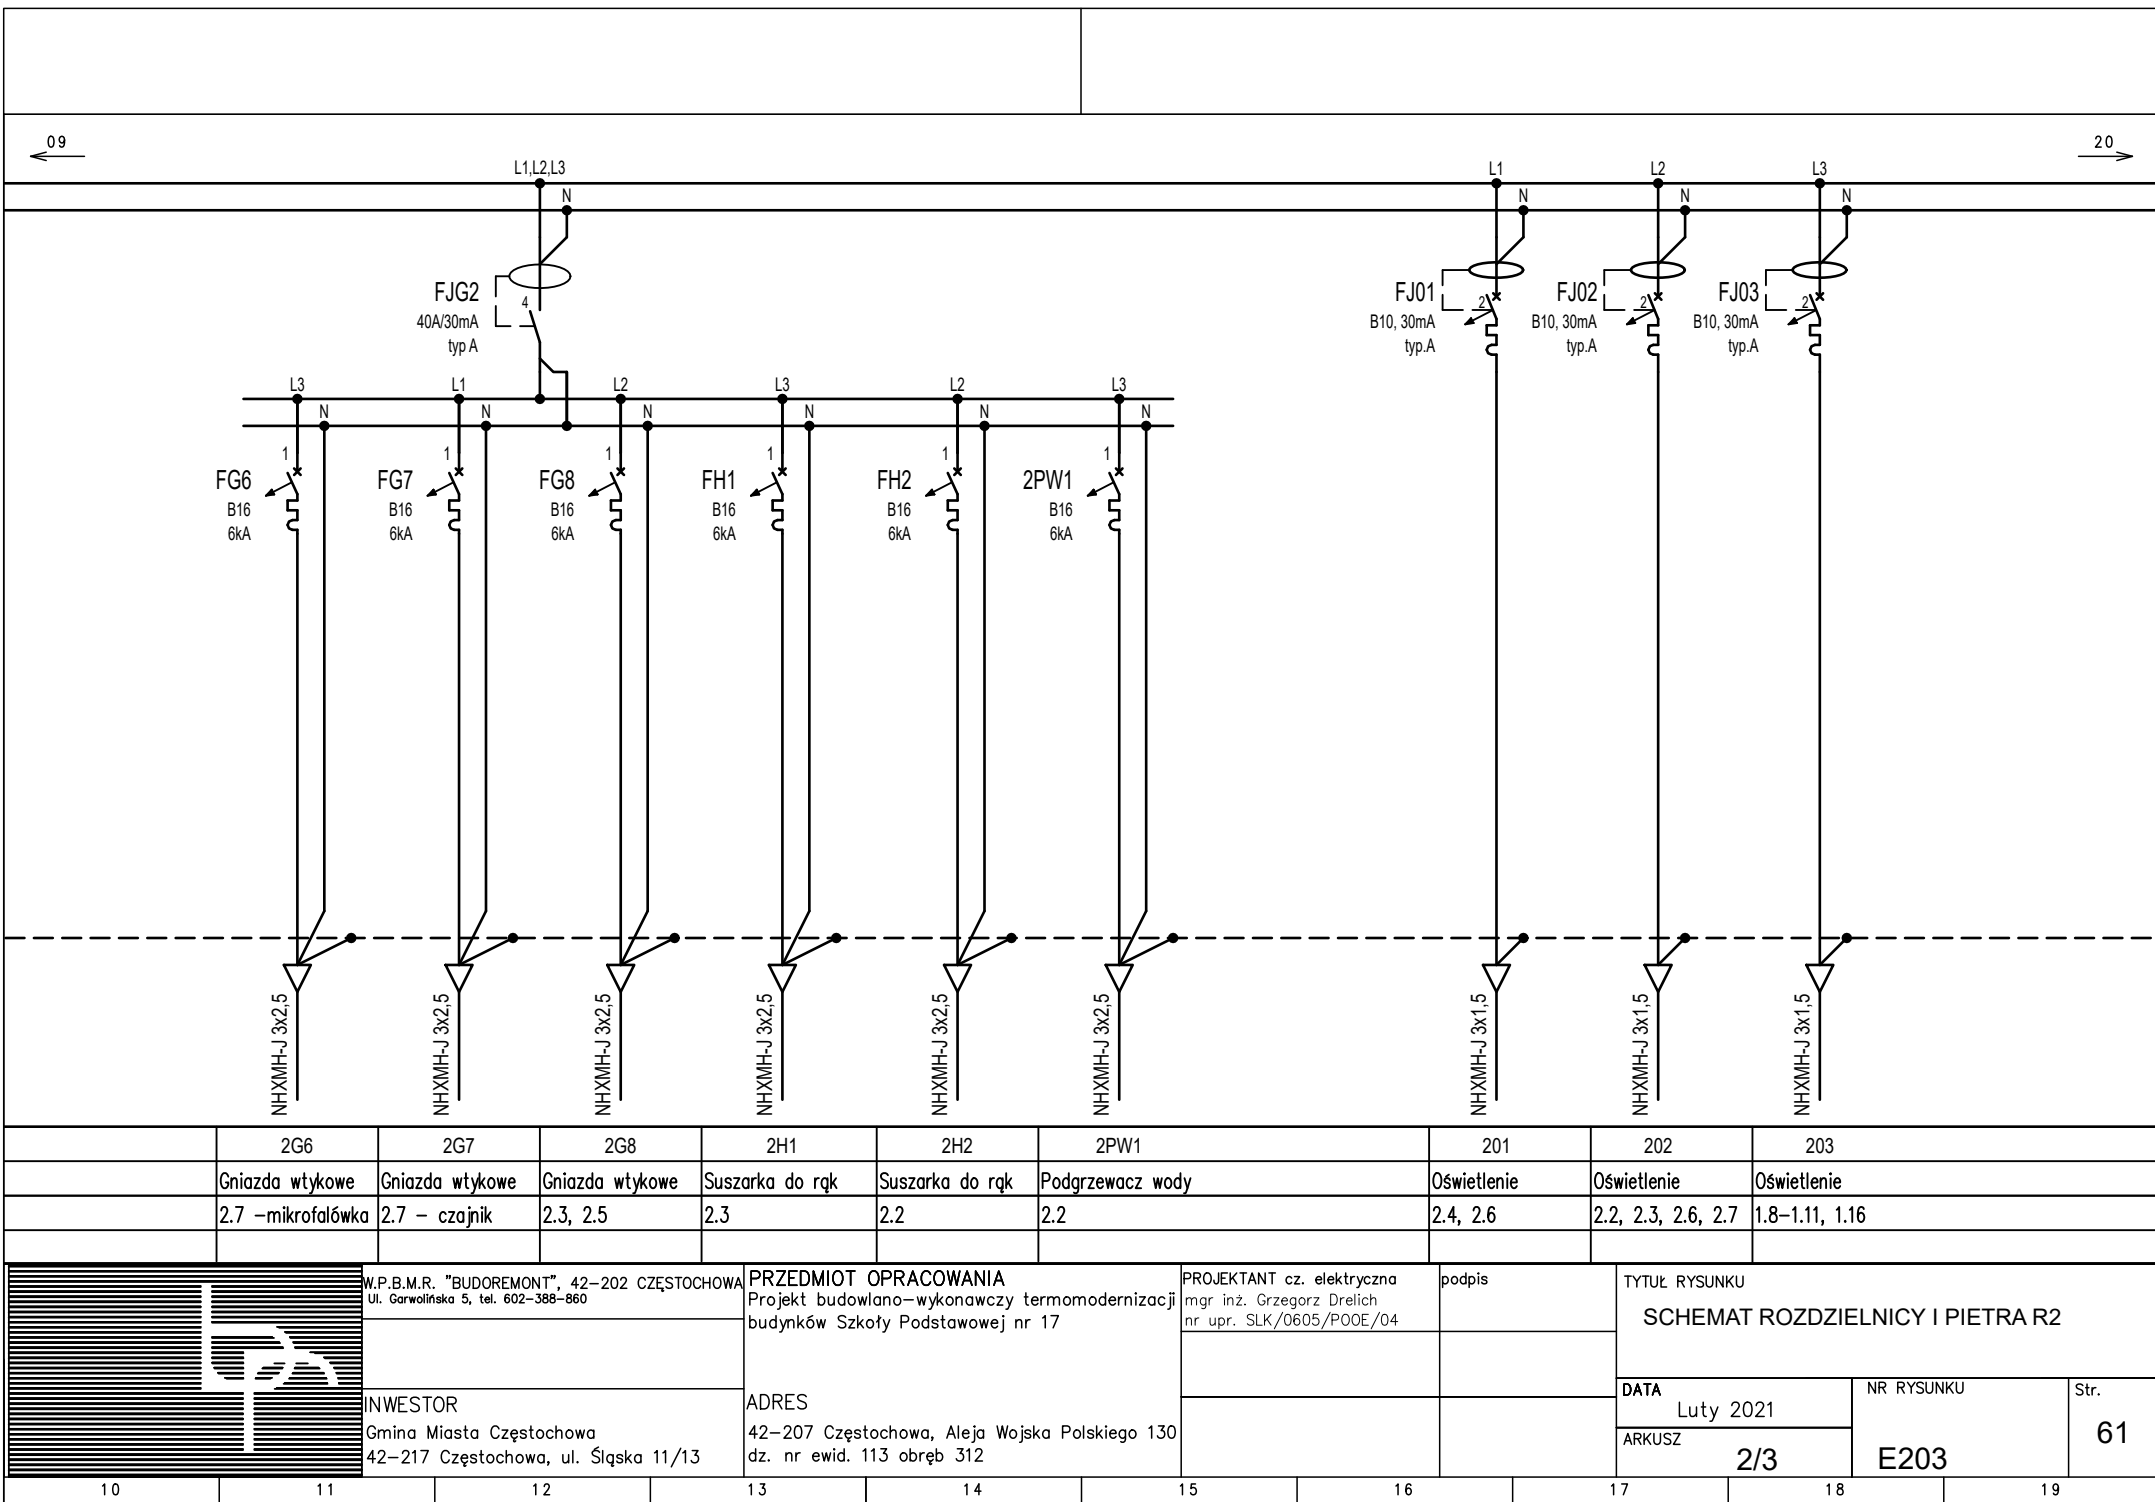 09
20
L1,L2,L3
N
L1
N
L2
N
L3
N
FJG2
40A/30mA
typ A
4
FJ01
B10, 30mA
typ.A
2
FJ02
B10, 30mA
typ.A
2
FJ03
B10, 30mA
typ.A
2
L3
N
L1
N
L2
N
L3
N
L2
N
L3
N
1
FG6
B16
6kA
1
FG7
B16
6kA
1
FG8
B16
6kA
1
FH1
B16
6kA
1
FH2
B16
6kA
1
2PW1
B16
6kA
NHXMH-J 3x2,5
NHXMH-J 3x2,5
NHXMH-J 3x2,5
NHXMH-J 3x2,5
NHXMH-J 3x2,5
NHXMH-J 3x2,5
NHXMH-J 3x1,5
NHXMH-J 3x1,5
NHXMH-J 3x1,5
2G6 2G7 2G8 2H1 2H2 2PW1 201 202 203
Gniazda wtykowe Gniazda wtykowe Gniazda wtykowe Suszarka do rąk Suszarka do rąk Podgrzewacz wody Oświetlenie Oświetlenie Oświetlenie
2.7 -mikrofalówka 2.7 - czajnik 2.3, 2.5 2.3 2.2 2.2 2.4, 2.6 2.2, 2.3, 2.6, 2.7 1.8-1.11, 1.16
W.P.B.M.R. "BUDOREMONT", 42-202 CZĘSTOCHOWA
Ul. Garwolińska 5, tel. 602-388-860
INWESTOR
Gmina Miasta Częstochowa
42-217 Częstochowa, ul. Śląska 11/13
PRZEDMIOT OPRACOWANIA
Projekt budowlano-wykonawczy termomodernizacji
budynków Szkoły Podstawowej nr 17
ADRES
42-207 Częstochowa, Aleja Wojska Polskiego 130
dz. nr ewid. 113 obręb 312
PROJEKTANT cz. elektryczna
mgr inż. Grzegorz Drelich
nr upr. SLK/0605/POOE/04
podpis
TYTUŁ RYSUNKU
SCHEMAT ROZDZIELNICY I PIETRA R2
DATA
Luty 2021
ARKUSZ
2/3
NR RYSUNKU
E203
Str.
61
10 11 12 13 14 15 16 17 18 19